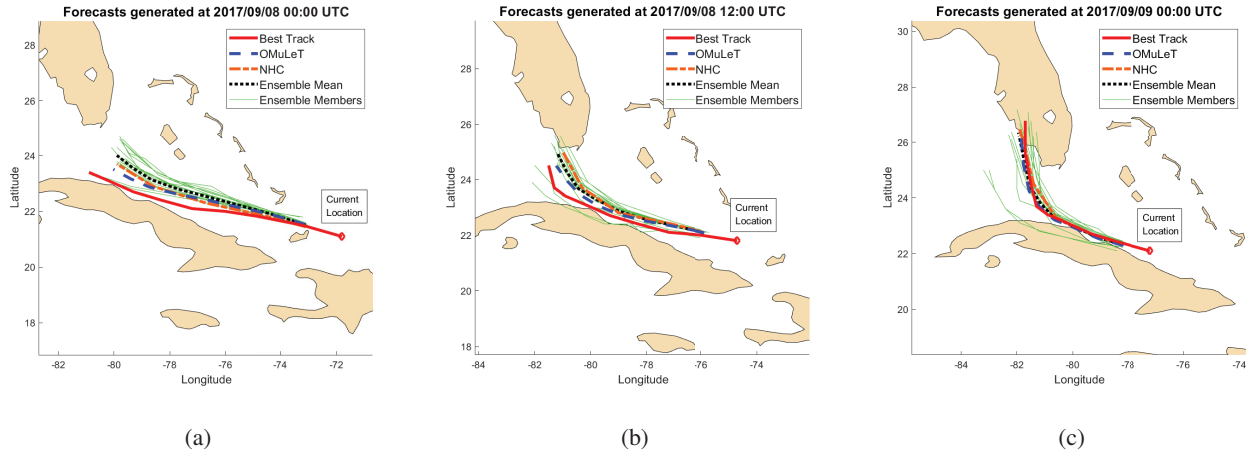 Forecasts generated at 2017/09/08 00:00 UTC
Best Track
OMuLeT
NHC
Ensemble Mean
Ensemble Members
Current
Location
Latitude
28
26
24
22
20
18
-82
-80
-78
-76
-74
-72
Longitude
(a)
Forecasts generated at 2017/09/08 12:00 UTC
Best Track
OMuLeT
NHC
Ensemble Mean
Ensemble Members
Current
Location
Latitude
28
26
24
22
20
18
-84
-82
-80
-78
-76
-74
Longitude
(b)
Forecasts generated at 2017/09/09 00:00 UTC
Best Track
OMuLeT
NHC
Ensemble Mean
Ensemble Members
Current
Location
Latitude
30
28
26
24
22
20
-84
-82
-80
-78
-76
-74
Longitude
(c)